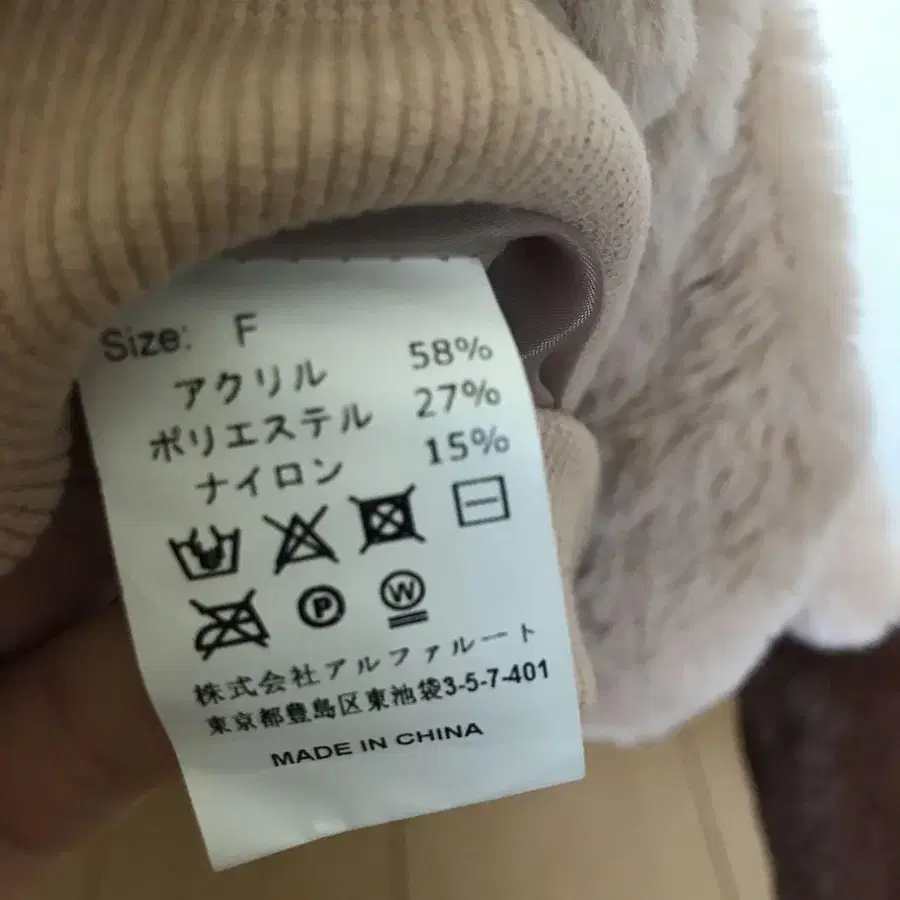 Size: F
アクリル 58%
ポリエステル 27%
ナイロン 15%
P W
株式会社アルファルート
東京都豊島区東池袋3-5-7-401
MADE IN CHINA